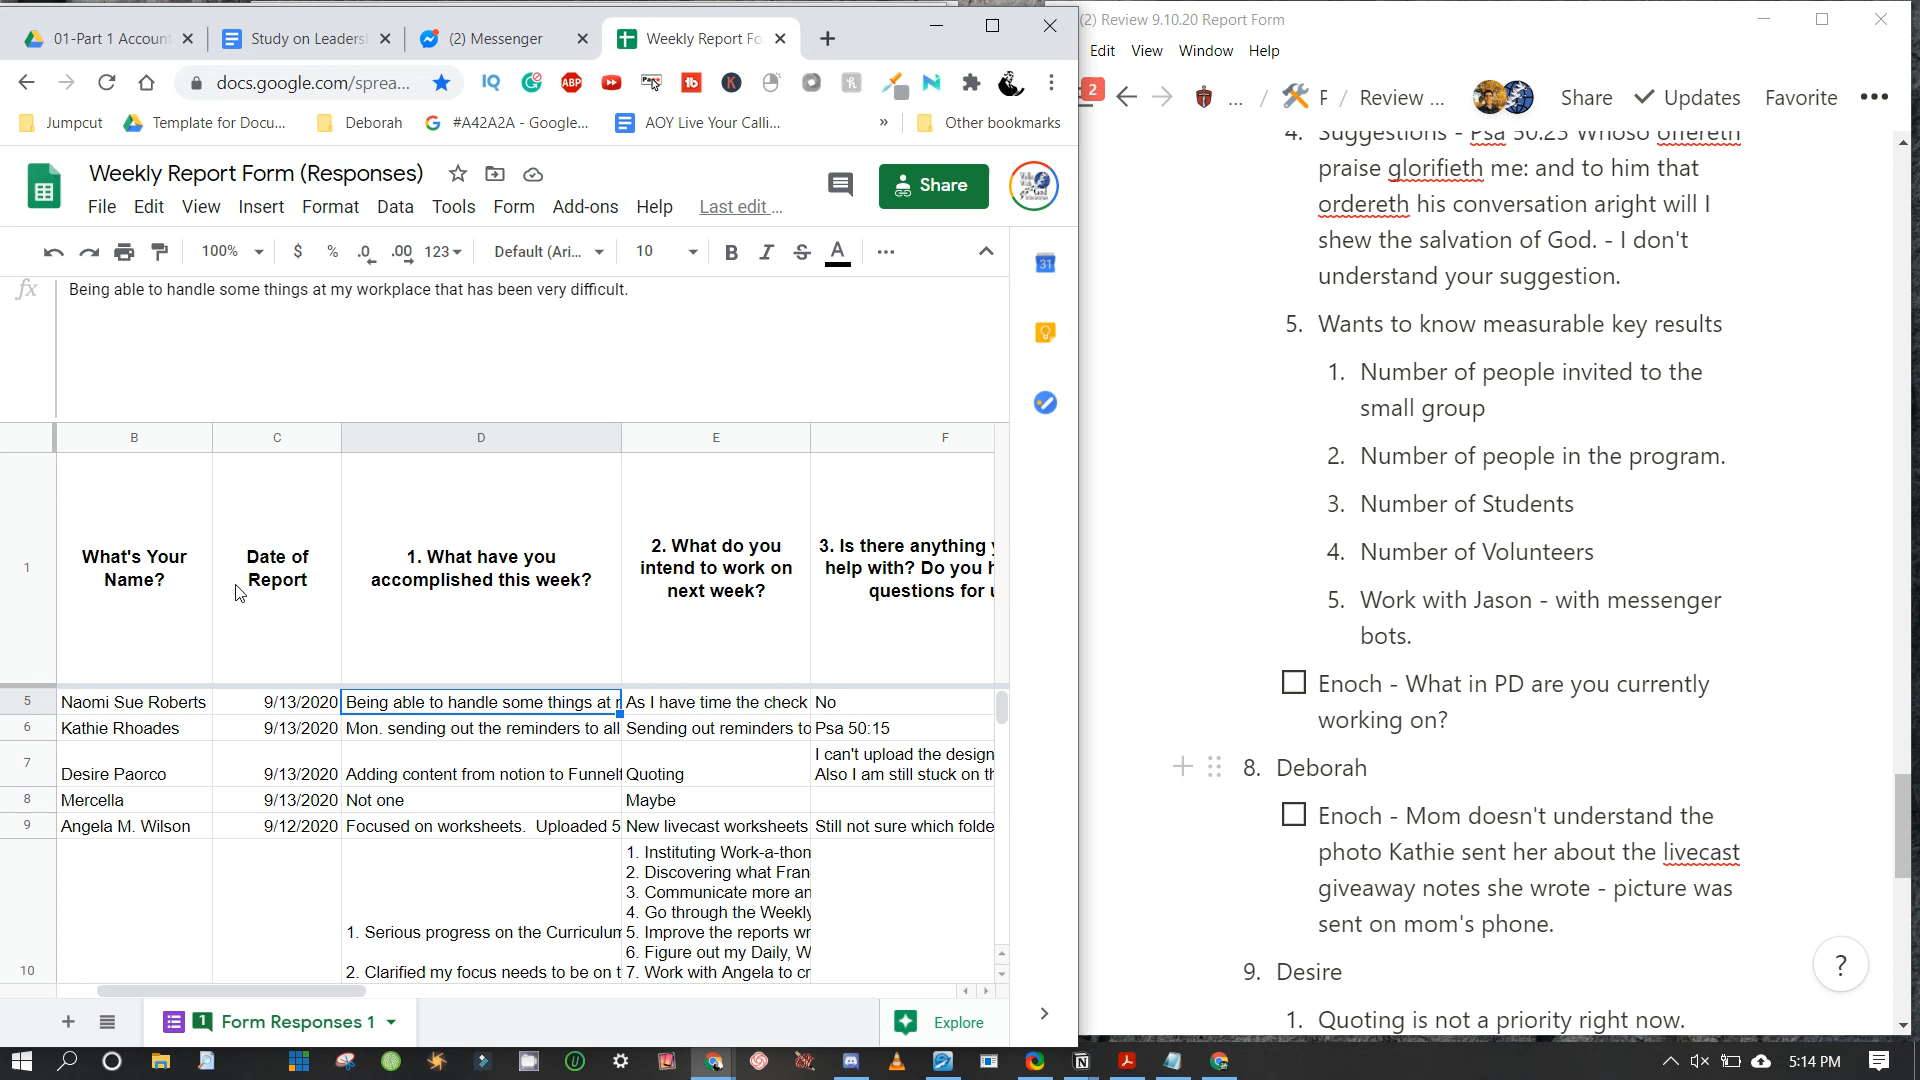 01-Part 1 Account
Study on Leaders
(2) Messenger
Weekly Report Fo
docs.google.com/sprea...
Jumpcut
Template for Docu...
Deborah
#A42A2A - Google...
AOY Live Your Calli...
»
Other bookmarks
Weekly Report Form (Responses)
Share
File Edit View Insert Format Data Tools Form Add-ons Help Last edit ...
100% $ % .0 .00 123 Default (Ari... 10 B I S A ...
fx Being able to handle some things at my workplace that has been very difficult.
B C D E F
1
What's Your
Name?
Date of
Report
1. What have you
accomplished this week?
2. What do you
intend to work on
next week?
3. Is there anything
help with? Do you h
questions for u
5 Naomi Sue Roberts 9/13/2020 Being able to handle some things at r As I have time the check No
6 Kathie Rhoades 9/13/2020 Mon. sending out the reminders to all Sending out reminders to Psa 50:15
I can't upload the design
7 Desire Paorco 9/13/2020 Adding content from notion to Funnel Quoting Also I am still stuck on th
8 Mercella 9/13/2020 Not one Maybe
9 Angela M. Wilson 9/12/2020 Focused on worksheets. Uploaded 5 New livecast worksheets Still not sure which folde
1. Instituting Work-a-thon
2. Discovering what Fran
3. Communicate more an
4. Go through the Weekly
1. Serious progress on the Curriculum 5. Improve the reports wr
6. Figure out my Daily, W
10 2. Clarified my focus needs to be on t 7. Work with Angela to cr
+ 1 Form Responses 1
Explore
31
(2) Review 9.10.20 Report Form
Edit View Window Help
2 ... / F / Review ... Share Updates Favorite •••
4. Suggestions - Psa 50:23 Whoso offereth
praise glorifieth me: and to him that
ordereth his conversation aright will I
shew the salvation of God. - I don't
understand your suggestion.
5. Wants to know measurable key results
1. Number of people invited to the
small group
2. Number of people in the program.
3. Number of Students
4. Number of Volunteers
5. Work with Jason - with messenger
bots.
Enoch - What in PD are you currently
working on?
8. Deborah
Enoch - Mom doesn't understand the
photo Kathie sent her about the livecast
giveaway notes she wrote - picture was
sent on mom's phone.
9. Desire
1. Quoting is not a priority right now.
?
5:14 PM